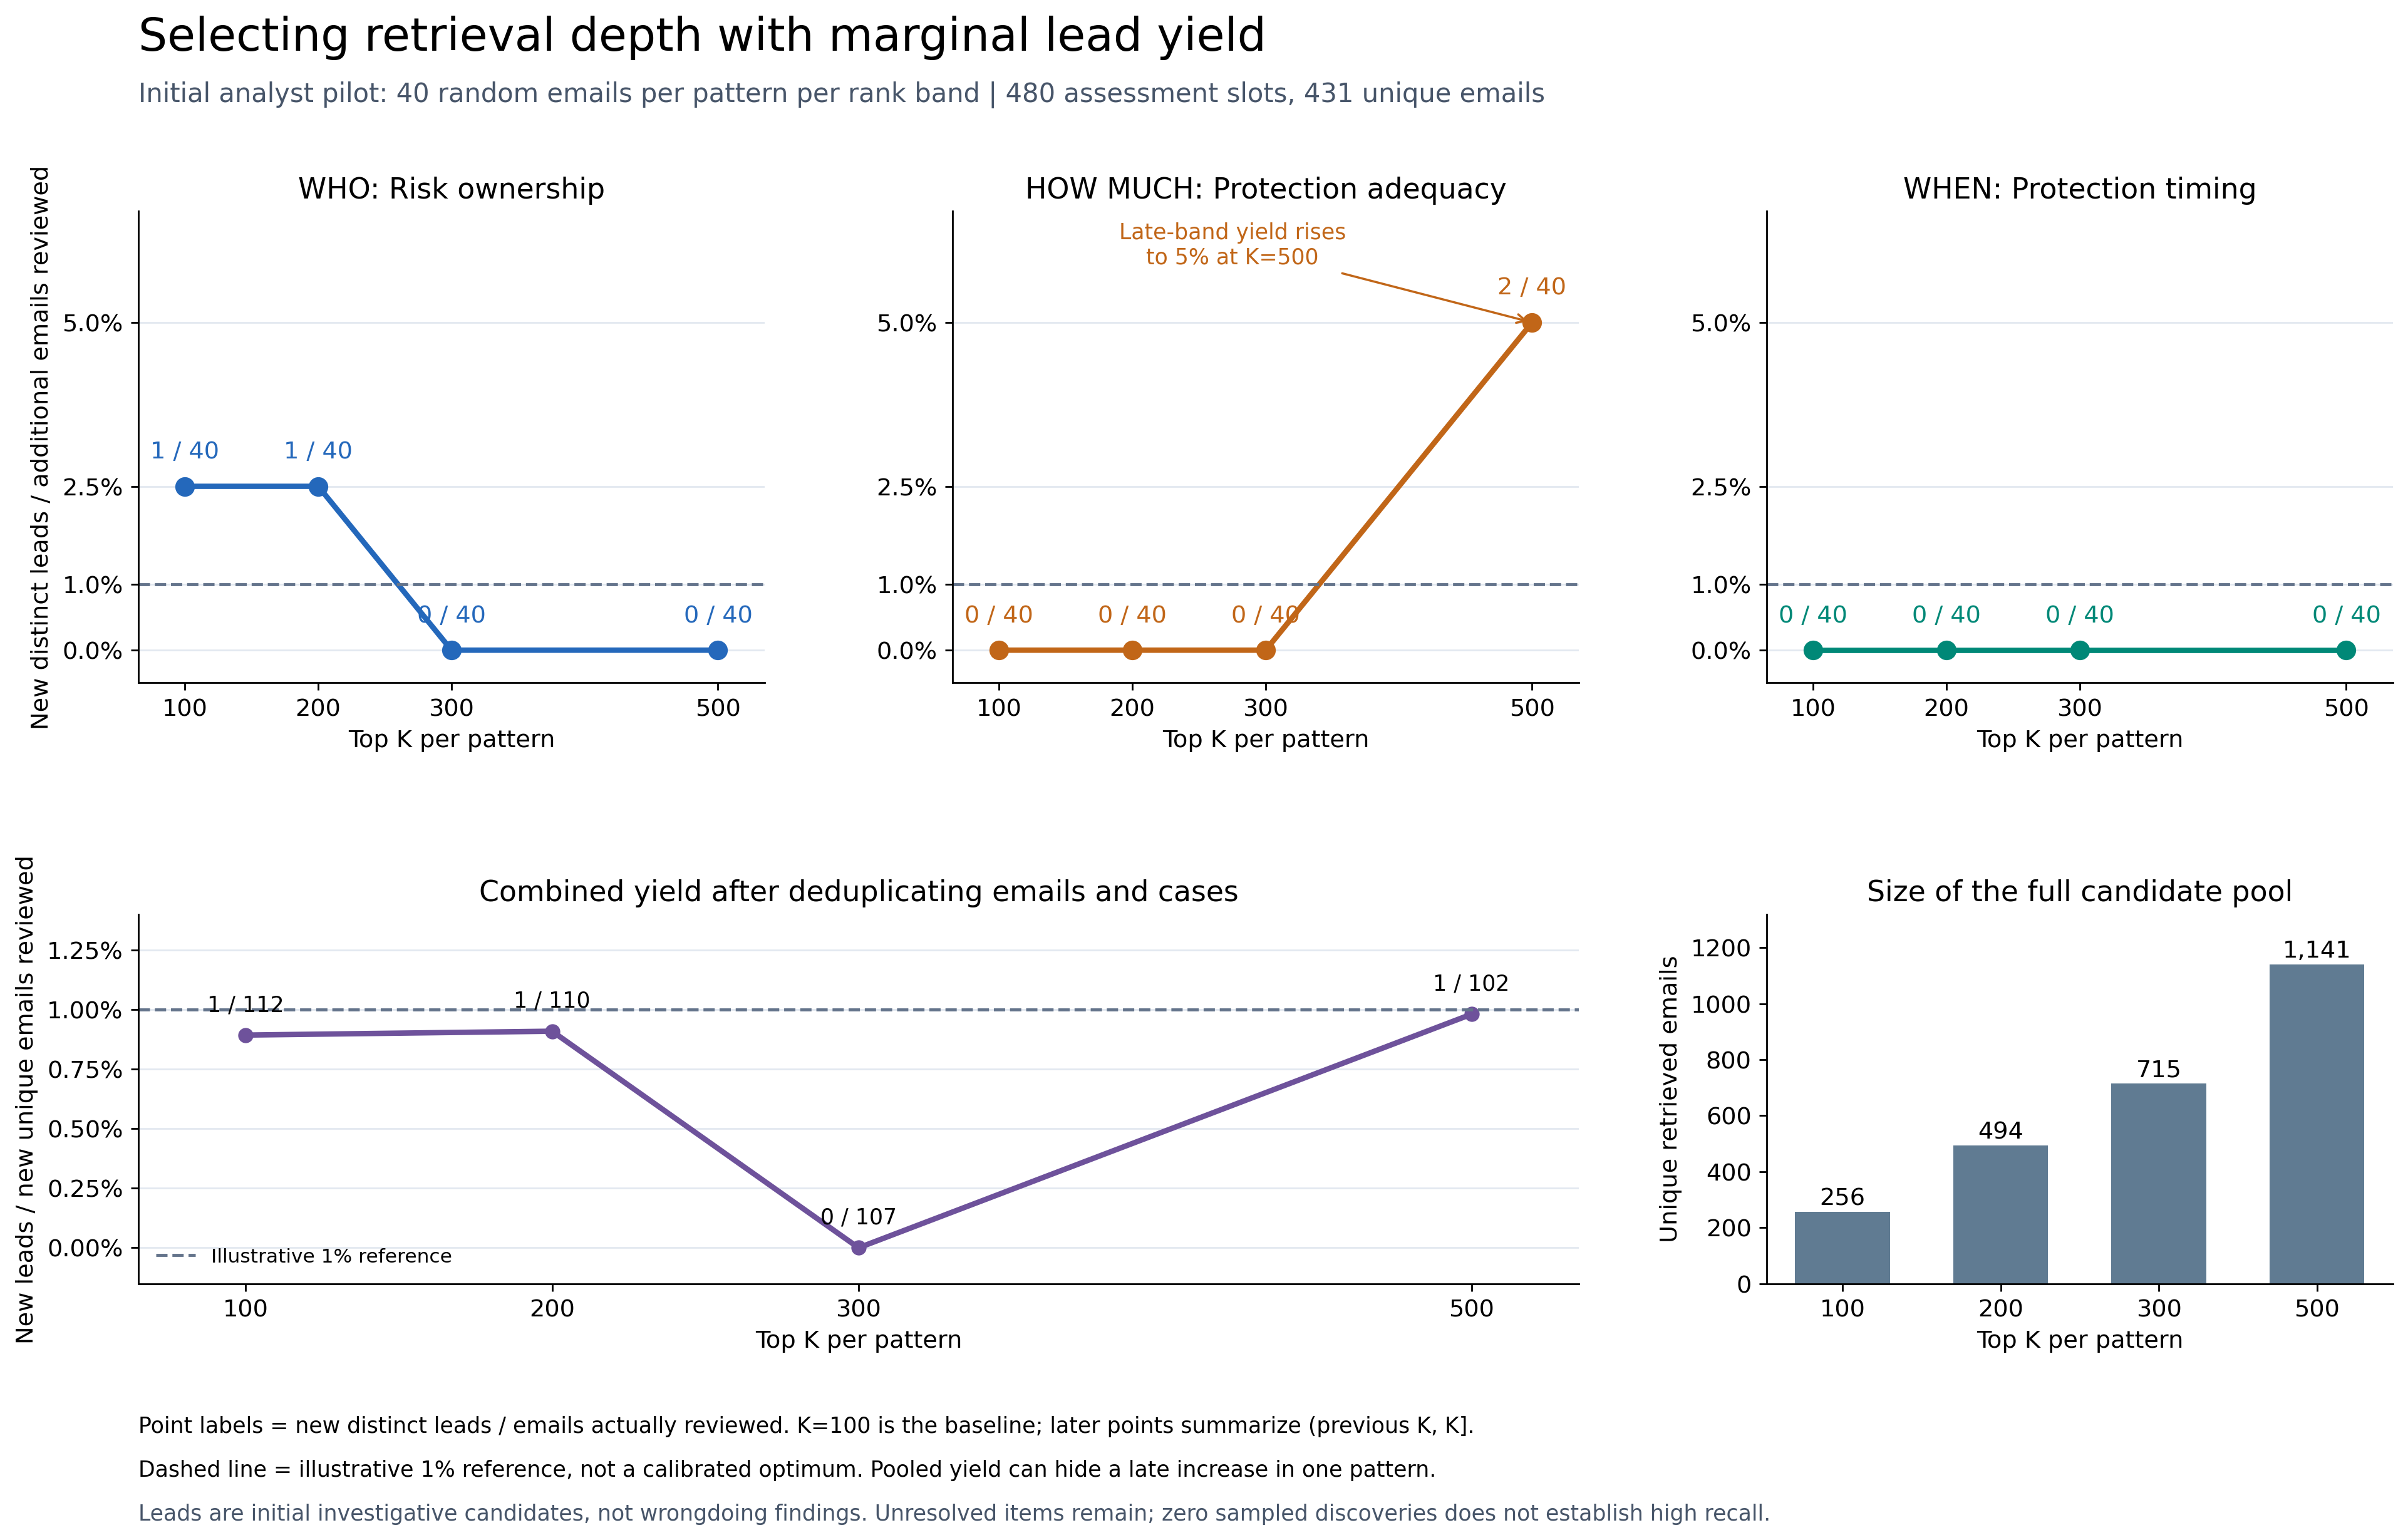 Selecting retrieval depth with marginal lead yield
Initial analyst pilot: 40 random emails per pattern per rank band | 480 assessment slots, 431 unique emails
WHO: Risk ownership
New distinct leads / additional emails reviewed
5.0%
2.5%
1.0%
0.0%
1 / 40
1 / 40
0 / 40
0 / 40
100
200
300
500
Top K per pattern
HOW MUCH: Protection adequacy
Late-band yield rises
to 5% at K=500
5.0%
2.5%
1.0%
0.0%
0 / 40
0 / 40
0 / 40
2 / 40
100
200
300
500
Top K per pattern
WHEN: Protection timing
5.0%
2.5%
1.0%
0.0%
0 / 40
0 / 40
0 / 40
0 / 40
100
200
300
500
Top K per pattern
Combined yield after deduplicating emails and cases
New leads / new unique emails reviewed
1.25%
1.00%
0.75%
0.50%
0.25%
0.00%
1 / 112
1 / 110
0 / 107
1 / 102
Illustrative 1% reference
100
200
300
500
Top K per pattern
Size of the full candidate pool
Unique retrieved emails
1200
1000
800
600
400
200
0
256
494
715
1,141
100
200
300
500
Top K per pattern
Point labels = new distinct leads / emails actually reviewed. K=100 is the baseline; later points summarize (previous K, K].
Dashed line = illustrative 1% reference, not a calibrated optimum. Pooled yield can hide a late increase in one pattern.
Leads are initial investigative candidates, not wrongdoing findings. Unresolved items remain; zero sampled discoveries does not establish high recall.